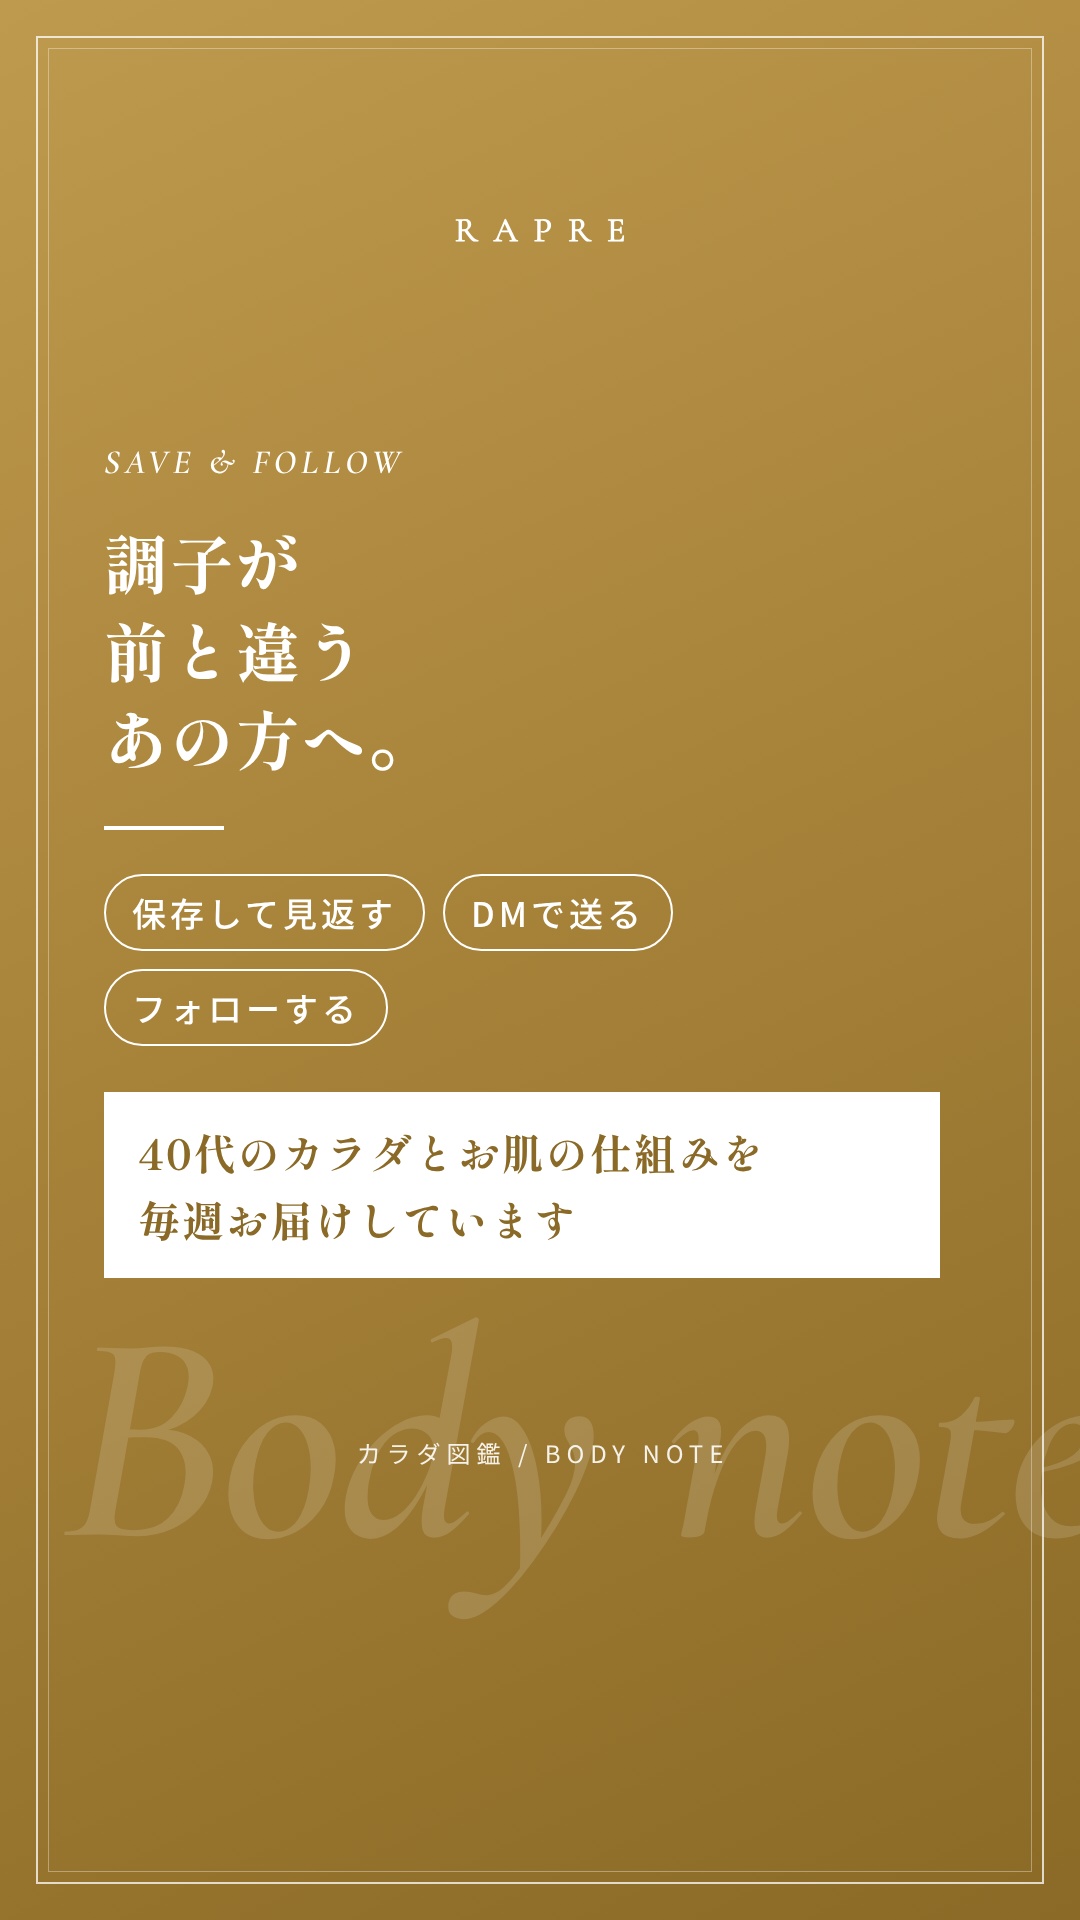 RAPRE
SAVE & FOLLOW
調子が
前と違う
あの方へ。
保存して見返す
DMで送る
フォローする
40代のカラダとお肌の仕組みを
毎週お届けしています
Body note
カラダ図鑑 / BODY NOTE